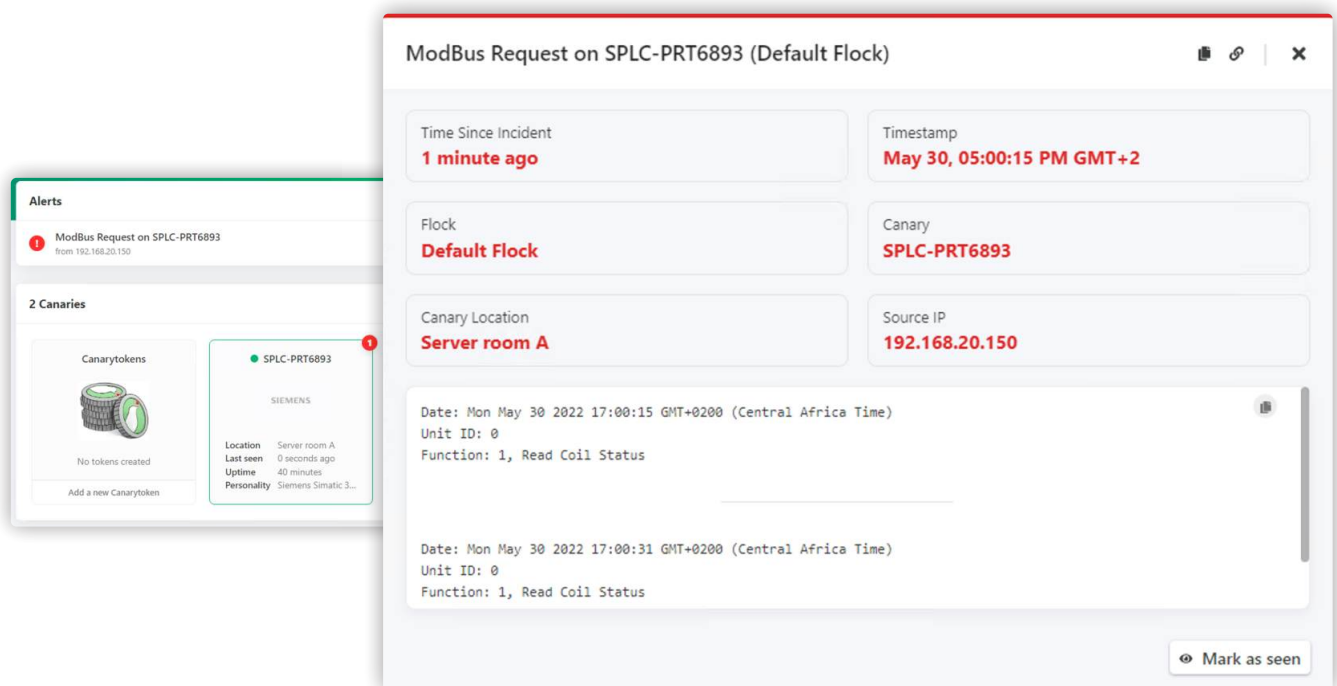 Alerts
ModBus Request on SPLC-PRT6893
from 192.168.20.150
2 Canaries
Canarytokens
No tokens created
Add a new Canarytoken
1
SPLC-PRT6893
SIEMENS
Location Server room A
Last seen 0 seconds ago
Uptime 40 minutes
Personality Siemens Simatic 3...
ModBus Request on SPLC-PRT6893 (Default Flock)
Time Since Incident
1 minute ago
Timestamp
May 30, 05:00:15 PM GMT+2
Flock
Default Flock
Canary
SPLC-PRT6893
Canary Location
Server room A
Source IP
192.168.20.150
Date: Mon May 30 2022 17:00:15 GMT+0200 (Central Africa Time)
Unit ID: 0
Function: 1, Read Coil Status
Date: Mon May 30 2022 17:00:31 GMT+0200 (Central Africa Time)
Unit ID: 0
Function: 1, Read Coil Status
Mark as seen